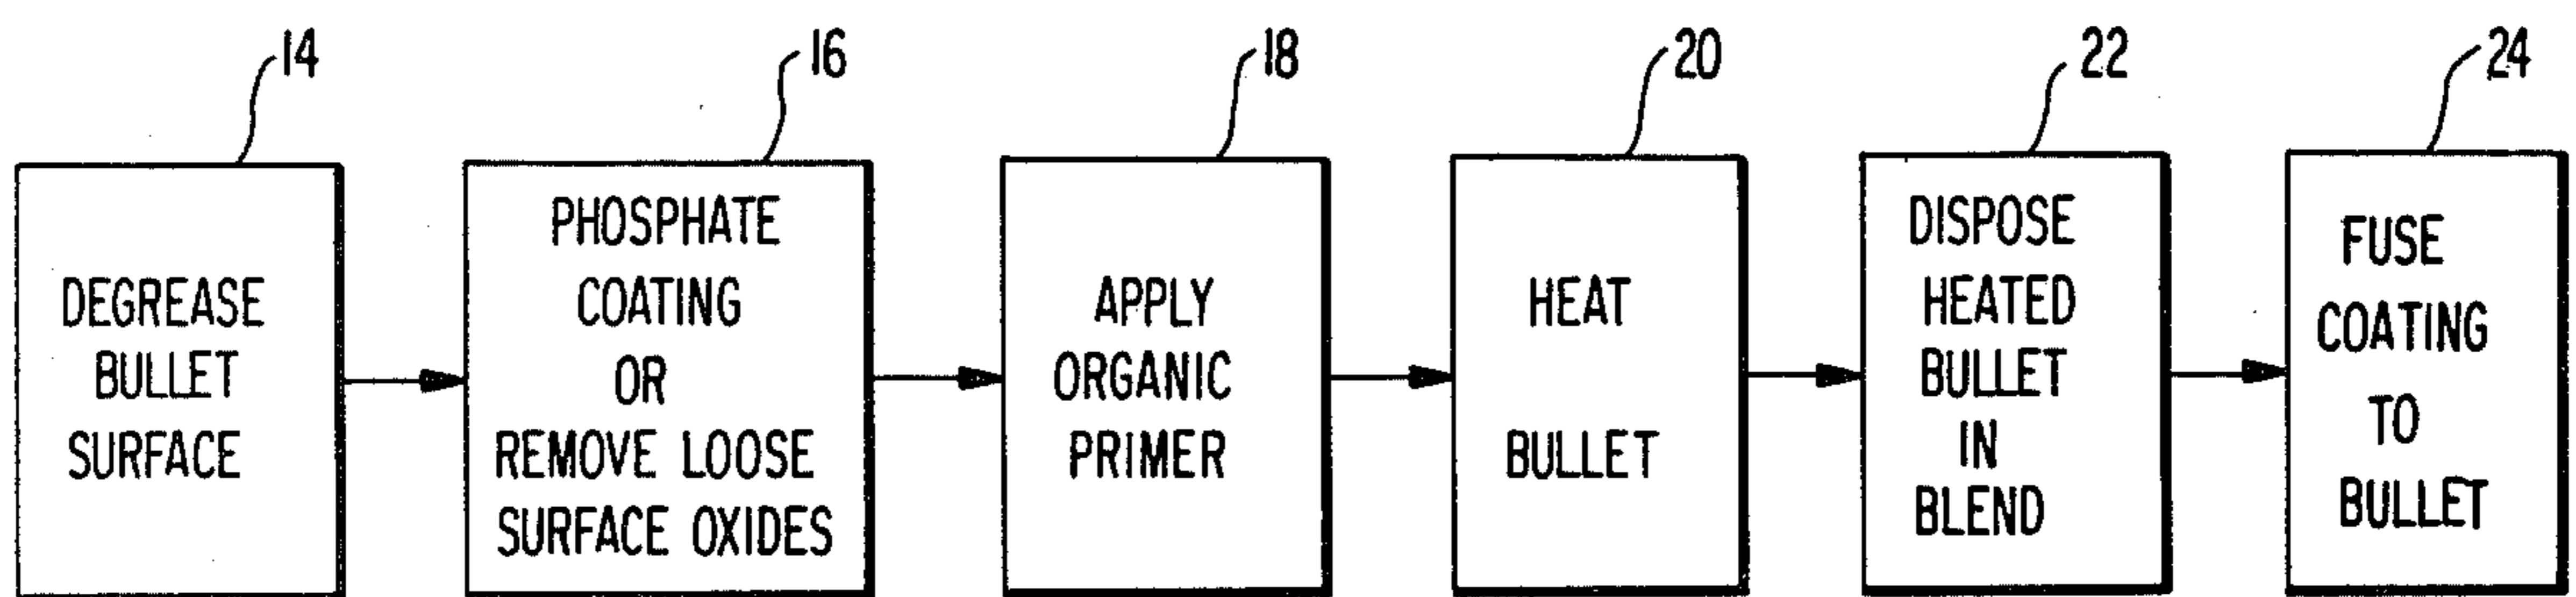 14
16
18
20
22
24
DEGREASE
BULLET
SURFACE
PHOSPHATE
COATING
OR
REMOVE LOOSE
SURFACE OXIDES
APPLY
ORGANIC
PRIMER
HEAT
BULLET
DISPOSE
HEATED
BULLET
IN
BLEND
FUSE
COATING
TO
BULLET